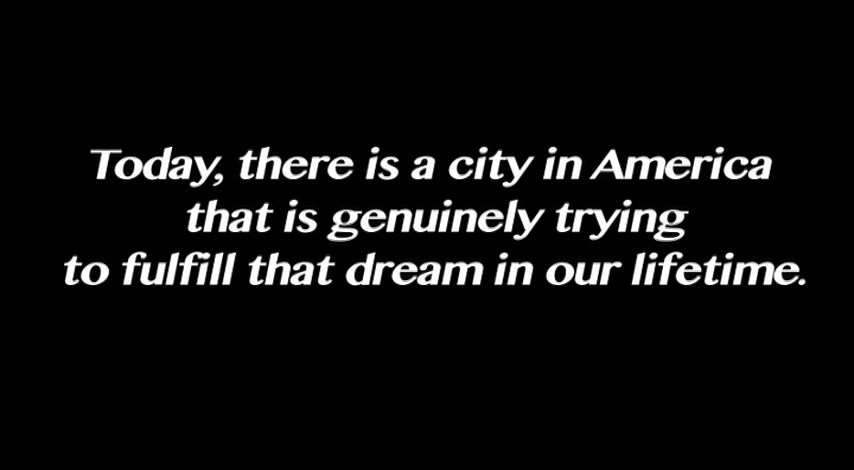 Today, there is a city in America
that is genuinely trying
to fulfill that dream in our lifetime.